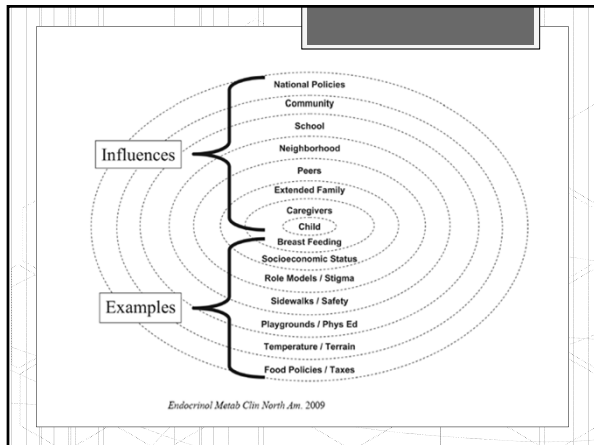 National Policies
Community
School
Neighborhood
Influences
Peers
Extended Family
Caregivers
Child
Breast Feeding
Socioeconomic Status
Role Models / Stigma
Sidewalks / Safety
Examples
Playgrounds / Phys Ed
Temperature / Terrain
Food Policies / Taxes
Endocrinol Metab Clin North Am. 2009